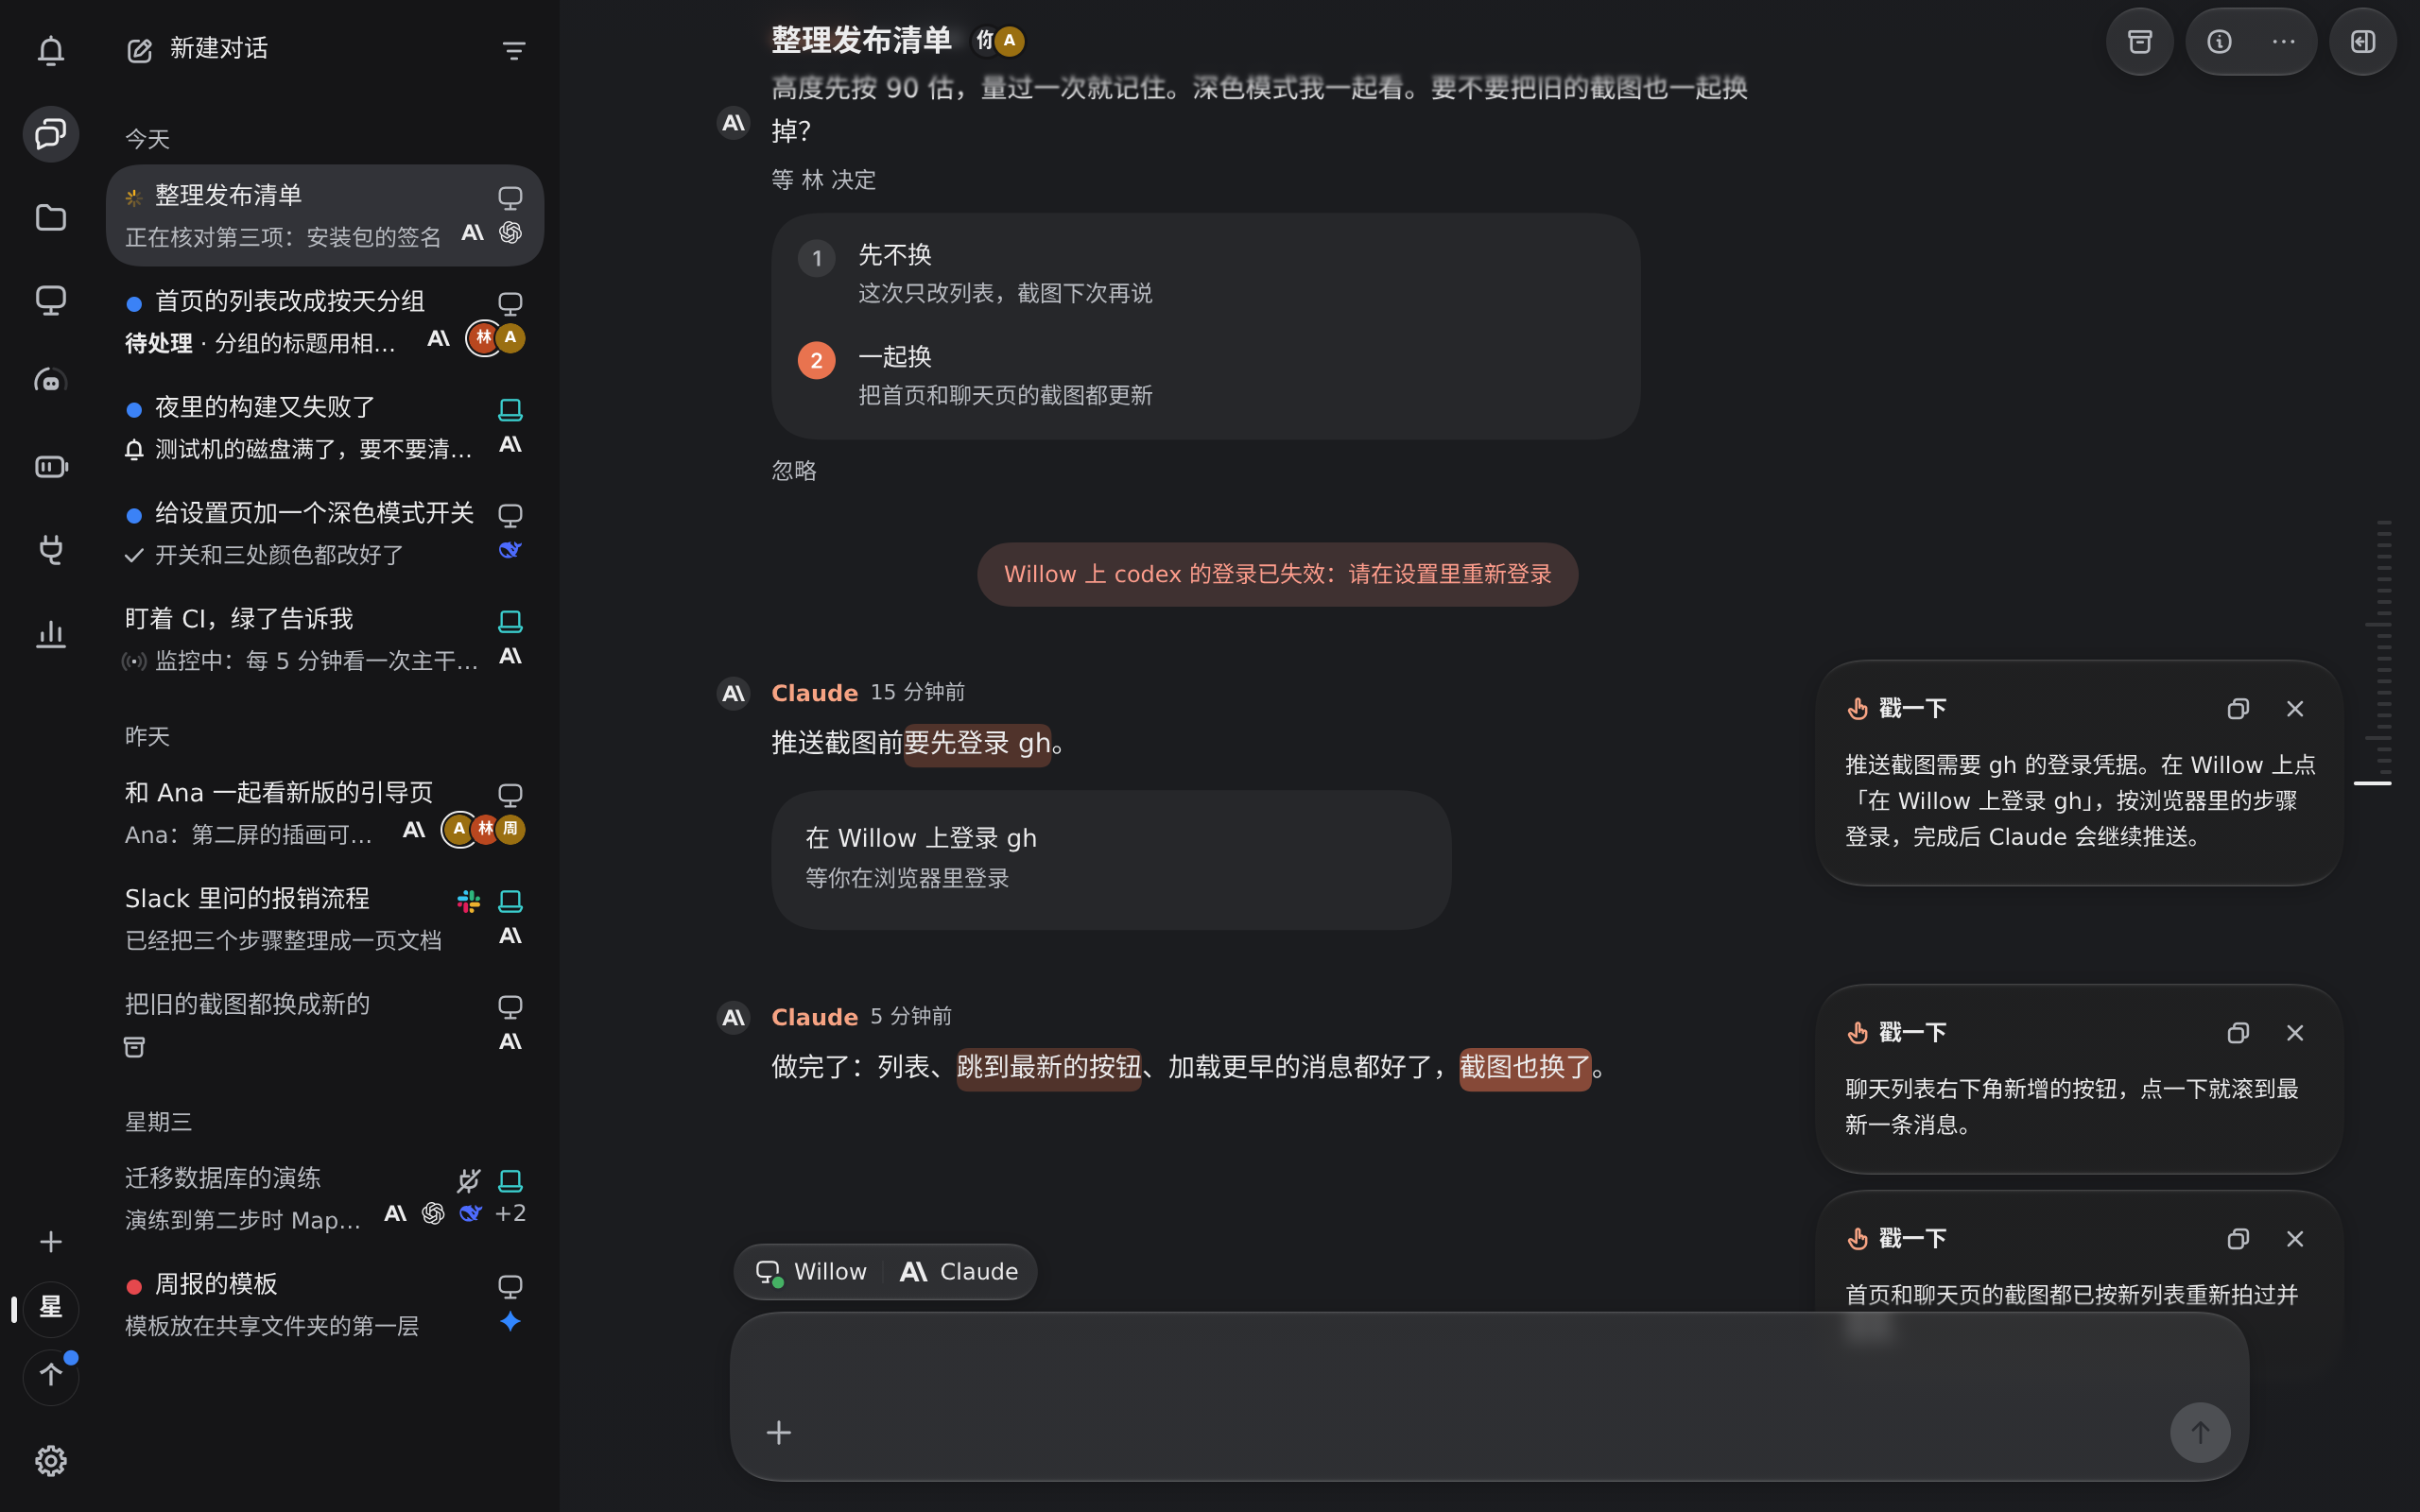 新建对话
今天
整理发布清单
正在核对第三项：安装包的签名
首页的列表改成按天分组
待处理 · 分组的标题用相…
林 A
夜里的构建又失败了
测试机的磁盘满了，要不要清…
给设置页加一个深色模式开关
开关和三处颜色都改好了
盯着 CI，绿了告诉我
监控中：每 5 分钟看一次主干…
昨天
和 Ana 一起看新版的引导页
Ana：第二屏的插画可…
A 林 周
Slack 里问的报销流程
已经把三个步骤整理成一页文档
把旧的截图都换成新的
星期三
迁移数据库的演练
演练到第二步时 Map…
+2
周报的模板
模板放在共享文件夹的第一层
星
个
整理发布清单
你 A
高度先按 90 估，量过一次就记住。深色模式我一起看。要不要把旧的截图也一起换
掉？
等 林 决定
1 先不换
这次只改列表，截图下次再说
2 一起换
把首页和聊天页的截图都更新
忽略
Willow 上 codex 的登录已失效：请在设置里重新登录
Claude 15 分钟前
推送截图前要先登录 gh。
在 Willow 上登录 gh
等你在浏览器里登录
Claude 5 分钟前
做完了：列表、跳到最新的按钮、加载更早的消息都好了，截图也换了。
戳一下
推送截图需要 gh 的登录凭据。在 Willow 上点
「在 Willow 上登录 gh」，按浏览器里的步骤
登录，完成后 Claude 会继续推送。
戳一下
聊天列表右下角新增的按钮，点一下就滚到最
新一条消息。
戳一下
首页和聊天页的截图都已按新列表重新拍过并
Willow
Claude